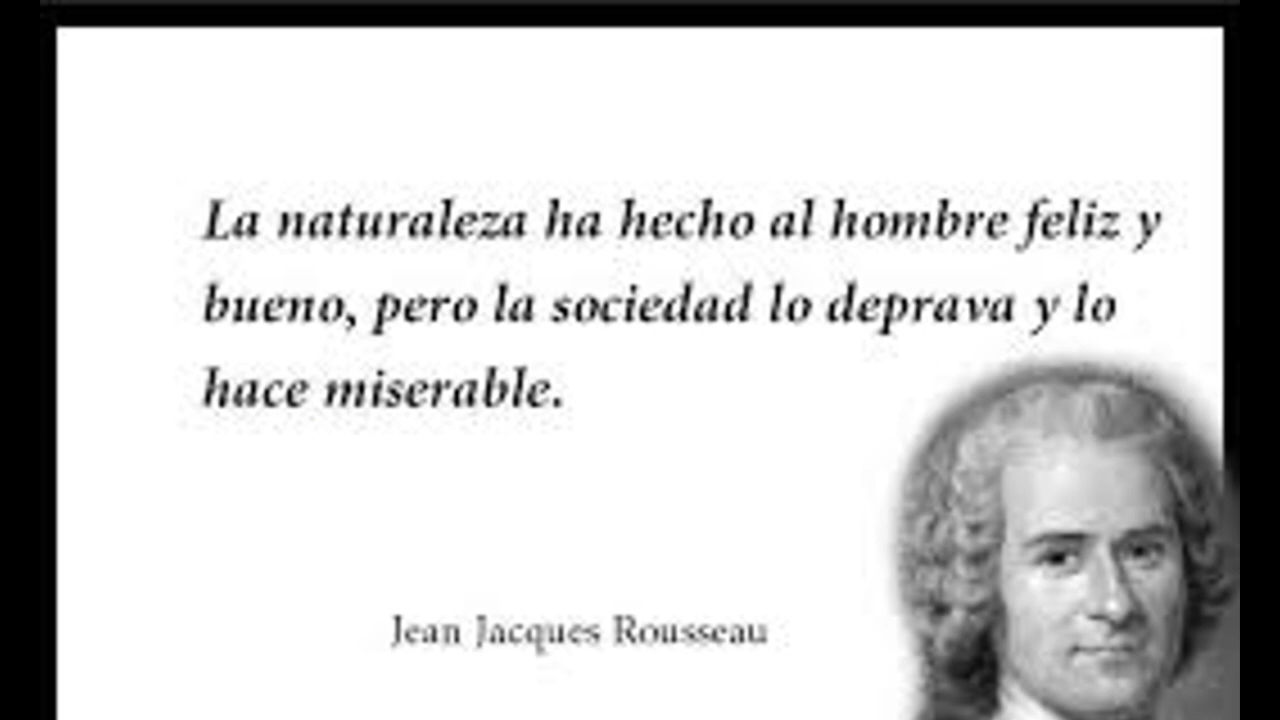 La naturaleza ha hecho al hombre feliz y
bueno, pero la sociedad lo deprava y lo
hace miserable.
Jean Jacques Rousseau